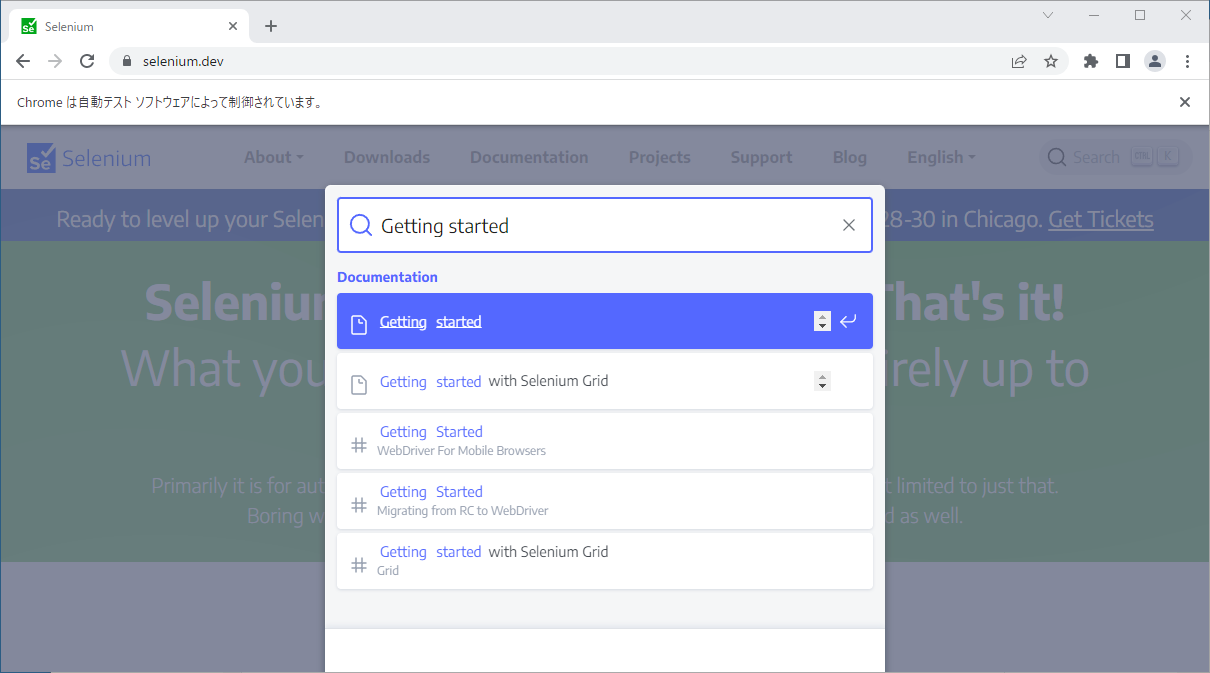 Selenium
selenium.dev
Chrome は自動テスト ソフトウェアによって制御されています。
Selenium About Downloads Documentation Projects Support Blog English Search CTRL K
Ready to level up your Selen 28-30 in Chicago. Get Tickets
Getting started
Documentation
Getting started
Getting started with Selenium Grid
Getting Started
WebDriver For Mobile Browsers
Getting Started
Migrating from RC to WebDriver
Getting started with Selenium Grid
Grid
Seleniu hat's it!
What you irely up to
Primarily it is for aut t limited to just that.
Boring w d as well.